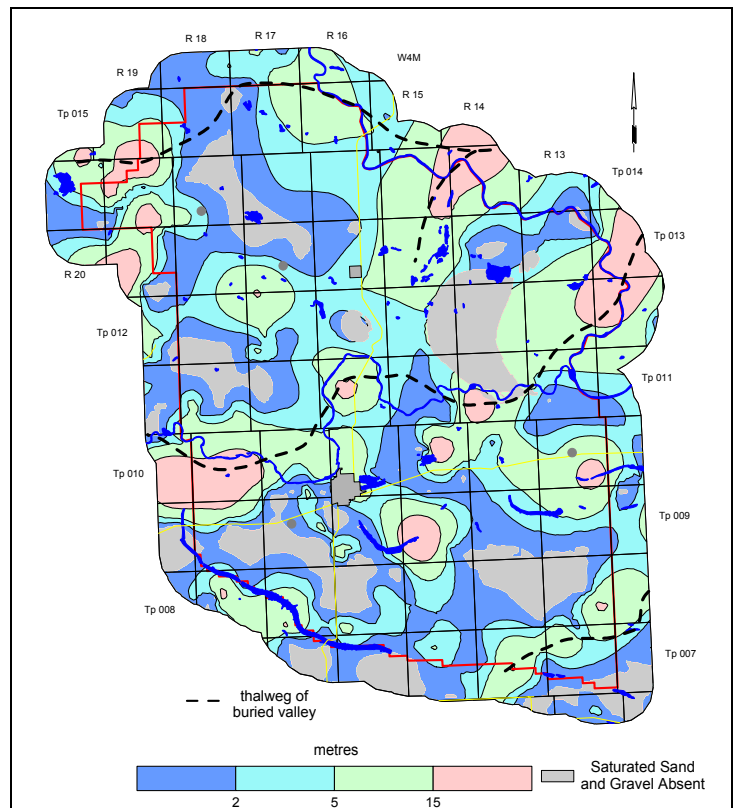 R 16
R 17
R 18
W4M
R 19
R 15
R 14
Tp 015
R 13
Tp 014
Tp 013
R 20
Tp 012
Tp 011
Tp 010
Tp 009
Tp 008
Tp 007
thalweg of
buried valley
metres
Saturated Sand
and Gravel Absent
2
5
15